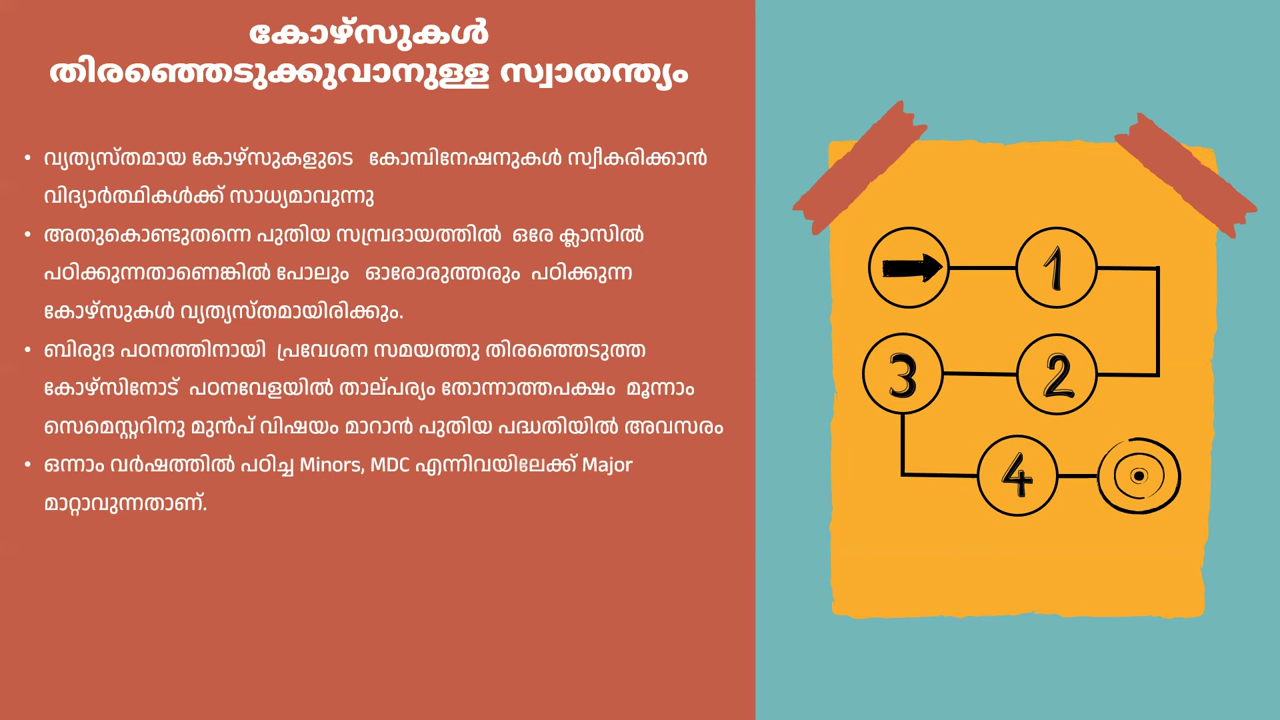 കോഴ്സുകൾ
തിരഞ്ഞെടുക്കുവാനുള്ള സ്വാതന്ത്യം
• വ്യത്യസ്തമായ കോഴ്സുകളുടെ കോമ്പിനേഷനുകൾ സ്വീകരിക്കാൻ
വിദ്യാർത്ഥികൾക്ക് സാധ്യമാവുന്നു
• അതുകൊണ്ടുതന്നെ പുതിയ സമ്പ്രദായത്തിൽ ഒരേ ക്ലാസിൽ
പഠിക്കുന്നതാണെങ്കിൽ പോലും ഓരോരുത്തരും പഠിക്കുന്ന
കോഴ്സുകൾ വ്യത്യസ്തമായിരിക്കും.
• ബിരുദ പഠനത്തിനായി പ്രവേശന സമയത്തു തിരഞ്ഞെടുത്ത
കോഴ്സിനോട് പഠനവേളയിൽ താല്പര്യം തോന്നാത്തപക്ഷം മൂന്നാം
സെമെസ്റ്ററിനു മുൻപ് വിഷയം മാറാൻ പുതിയ പദ്ധതിയിൽ അവസരം
• ഒന്നാം വർഷത്തിൽ പഠിച്ച Minors, MDC എന്നിവയിലേക്ക് Major
മാറ്റാവുന്നതാണ്.
1
3 2
4